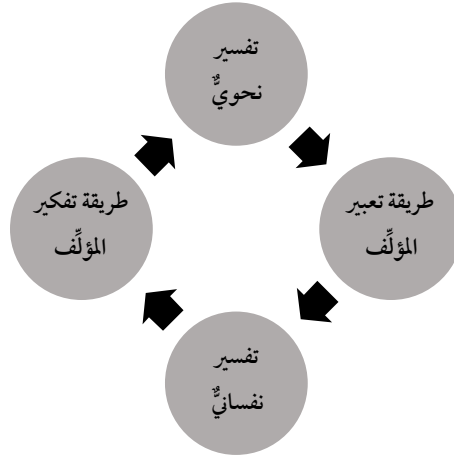 تفسير
نحويٌّ
طريقة تعبير
المؤلِّف
تفسير
نفسانيٌّ
طريقة تفكير
المؤلِّف